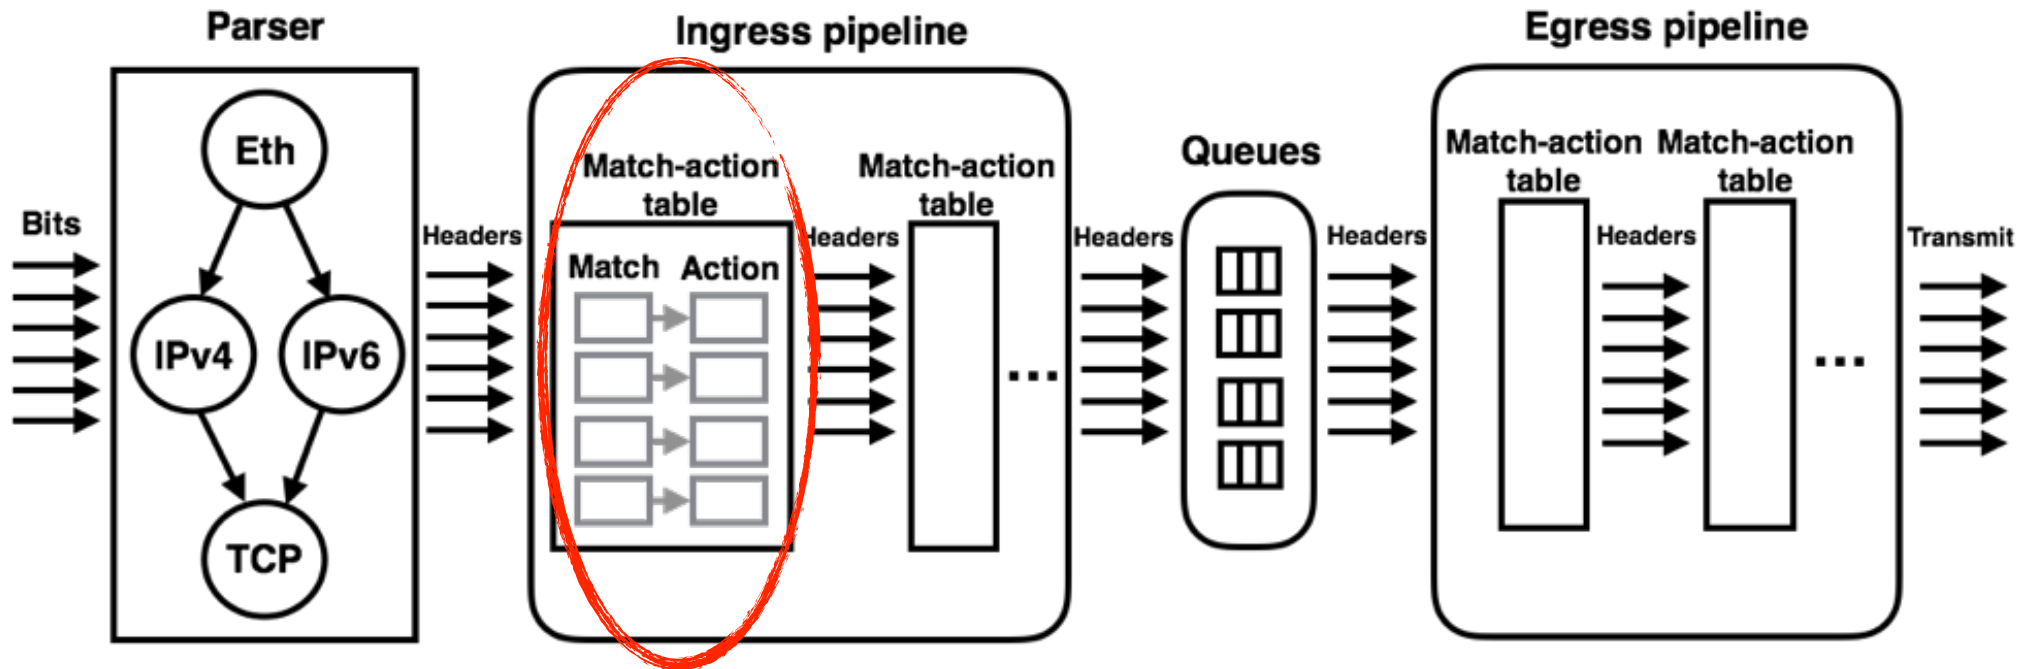 Parser
Ingress pipeline
Egress pipeline
Eth
IPv4
IPv6
TCP
Bits
Headers
Match-action
table
Match
Action
Headers
Match-action
table
...
Headers
Queues
Headers
Match-action
table
Headers
Match-action
table
...
Transmit